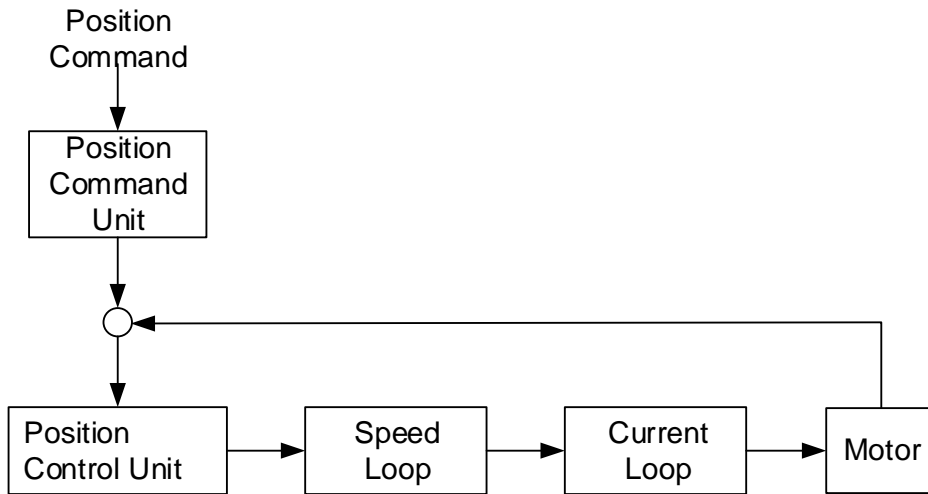 Position
Command
Position
Command
Unit
Position
Control Unit
Speed
Loop
Current
Loop
Motor